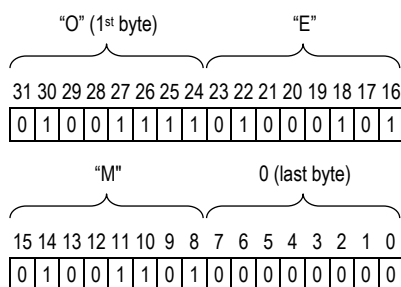 “O” (1st byte) “E”
31 30 29 28 27 26 25 24 23 22 21 20 19 18 17 16
0 1 0 0 1 1 1 1 0 1 0 0 0 1 0 1
“M" 0 (last byte)
15 14 13 12 11 10 9 8 7 6 5 4 3 2 1 0
0 1 0 0 1 1 0 1 0 0 0 0 0 0 0 0